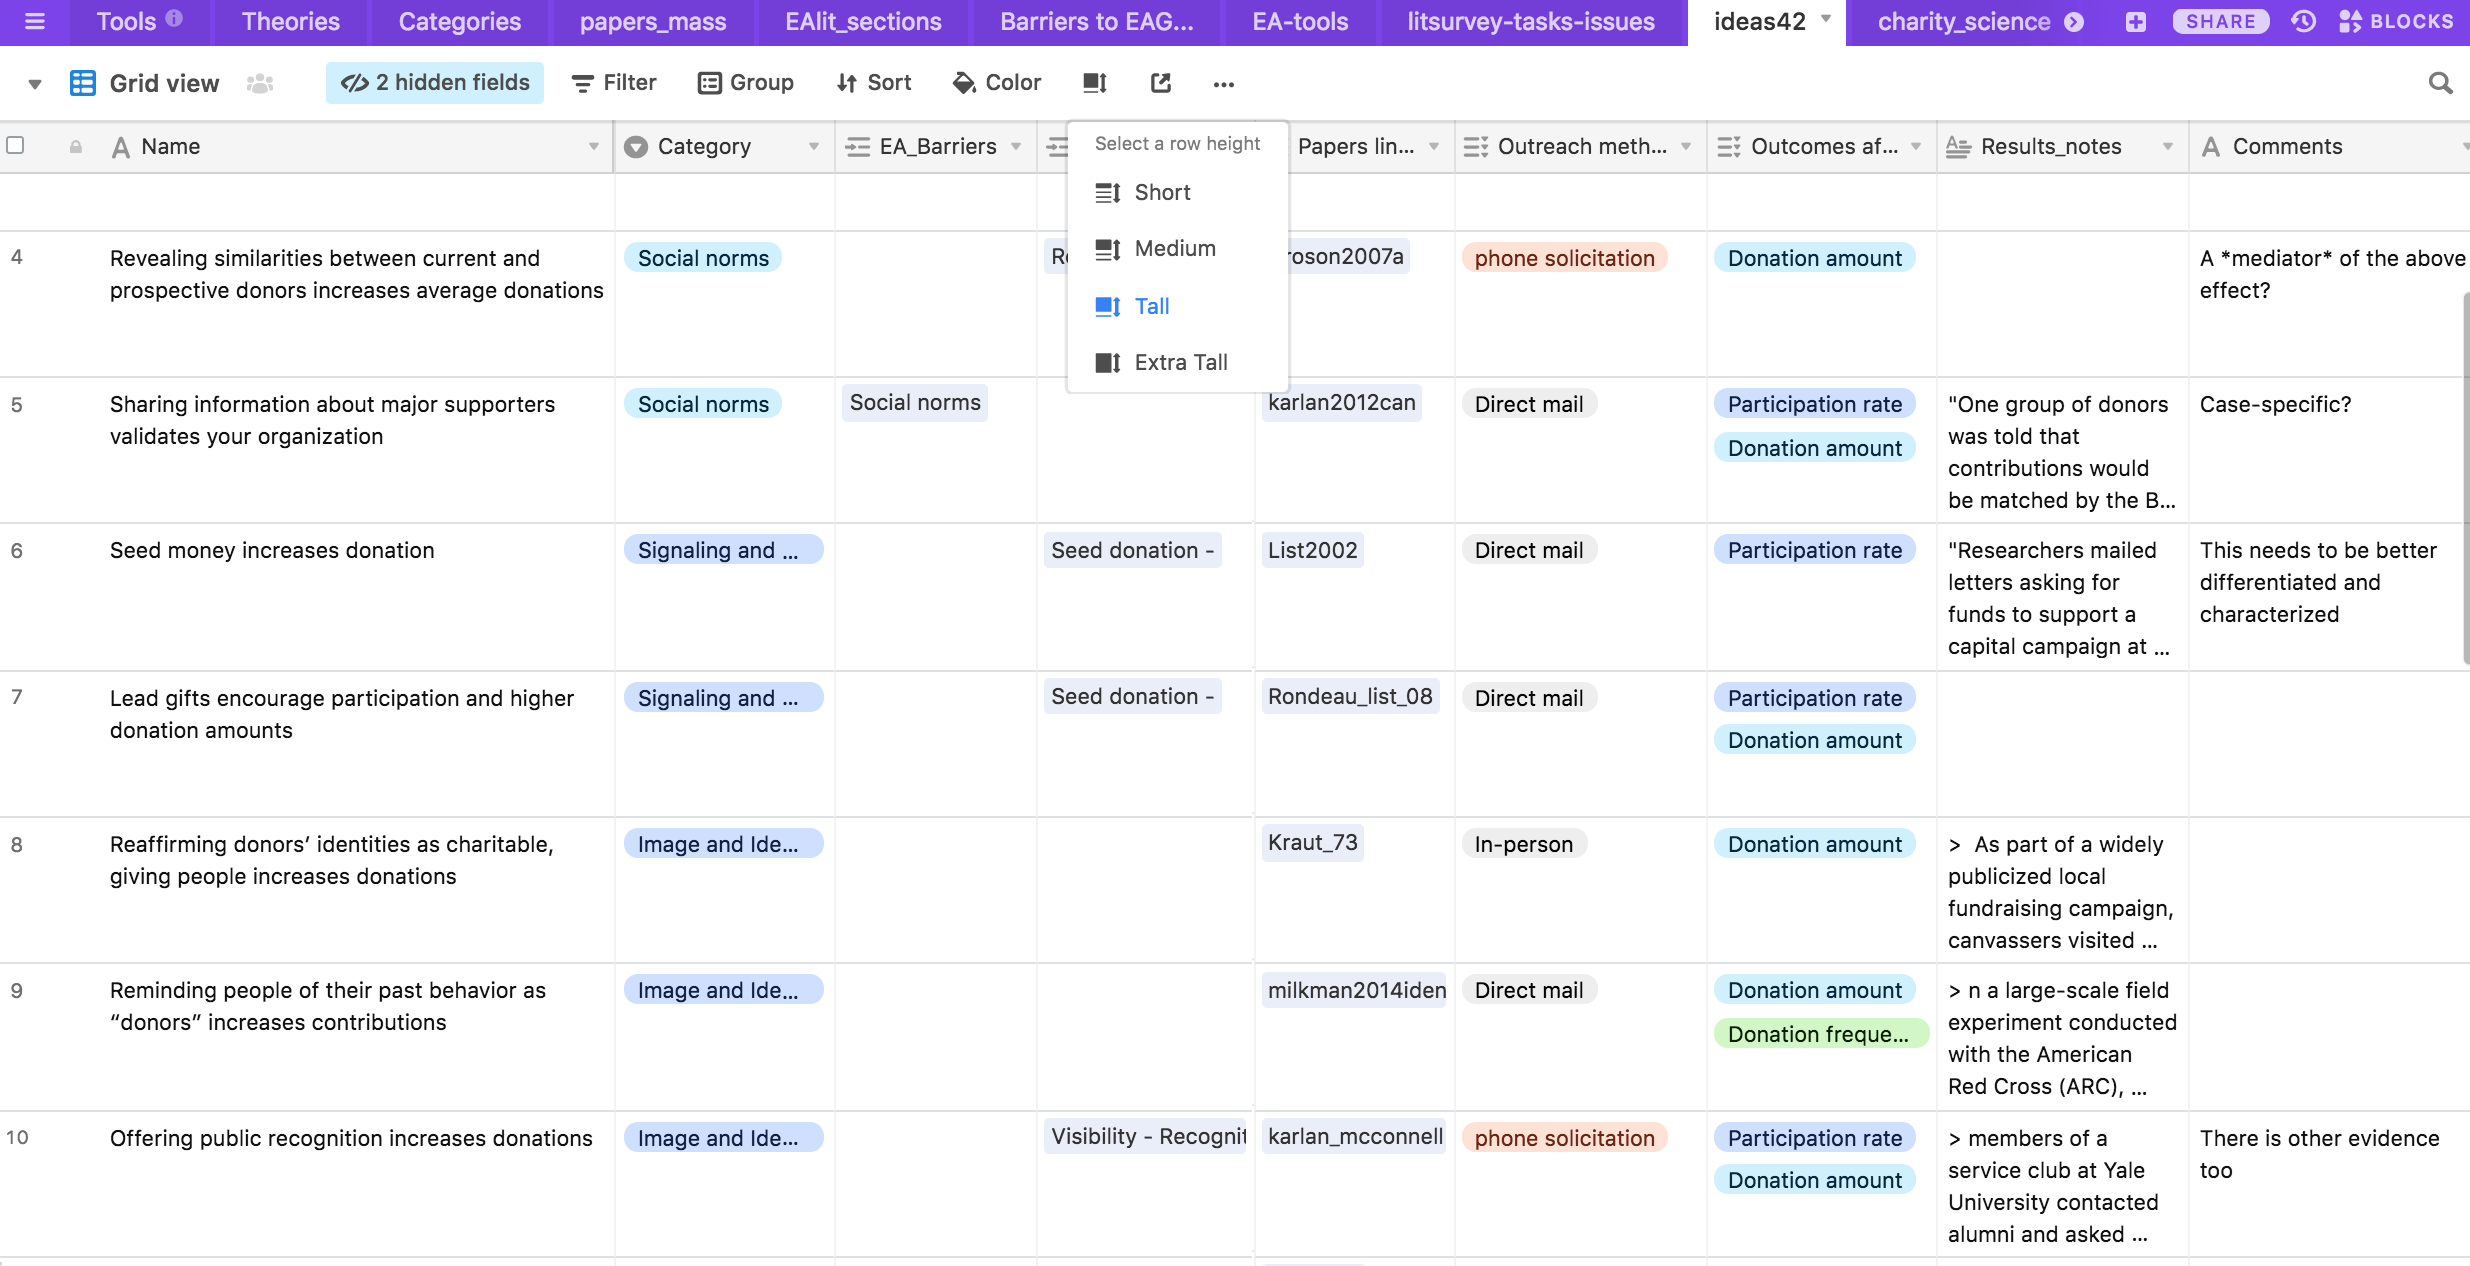 Tools Theories Categories papers_mass EAlit_sections Barriers to EAG... EA-tools litsurvey-tasks-issues ideas42 charity_science SHARE BLOCKS
Grid view 2 hidden fields Filter Group Sort Color ...
Name Category EA_Barriers Papers lin... Outreach meth... Outcomes af... Results_notes Comments
Select a row height
Short
Medium
Tall
Extra Tall
4 Revealing similarities between current and
prospective donors increases average donations
Social norms
roson2007a
phone solicitation
Donation amount
A *mediator* of the above
effect?
5 Sharing information about major supporters
validates your organization
Social norms
Social norms
karlan2012can
Direct mail
Participation rate
Donation amount
"One group of donors
was told that
contributions would
be matched by the B...
Case-specific?
6 Seed money increases donation
Signaling and ...
Seed donation -
List2002
Direct mail
Participation rate
"Researchers mailed
letters asking for
funds to support a
capital campaign at ...
This needs to be better
differentiated and
characterized
7 Lead gifts encourage participation and higher
donation amounts
Signaling and ...
Seed donation -
Rondeau_list_08
Direct mail
Participation rate
Donation amount
8 Reaffirming donors’ identities as charitable,
giving people increases donations
Image and Ide...
Kraut_73
In-person
Donation amount
> As part of a widely
publicized local
fundraising campaign,
canvassers visited ...
9 Reminding people of their past behavior as
“donors” increases contributions
Image and Ide...
milkman2014iden
Direct mail
Donation amount
Donation freque...
> n a large-scale field
experiment conducted
with the American
Red Cross (ARC), ...
10 Offering public recognition increases donations
Image and Ide...
Visibility - Recognit
karlan_mcconnell
phone solicitation
Participation rate
Donation amount
> members of a
service club at Yale
University contacted
alumni and asked ...
There is other evidence
too